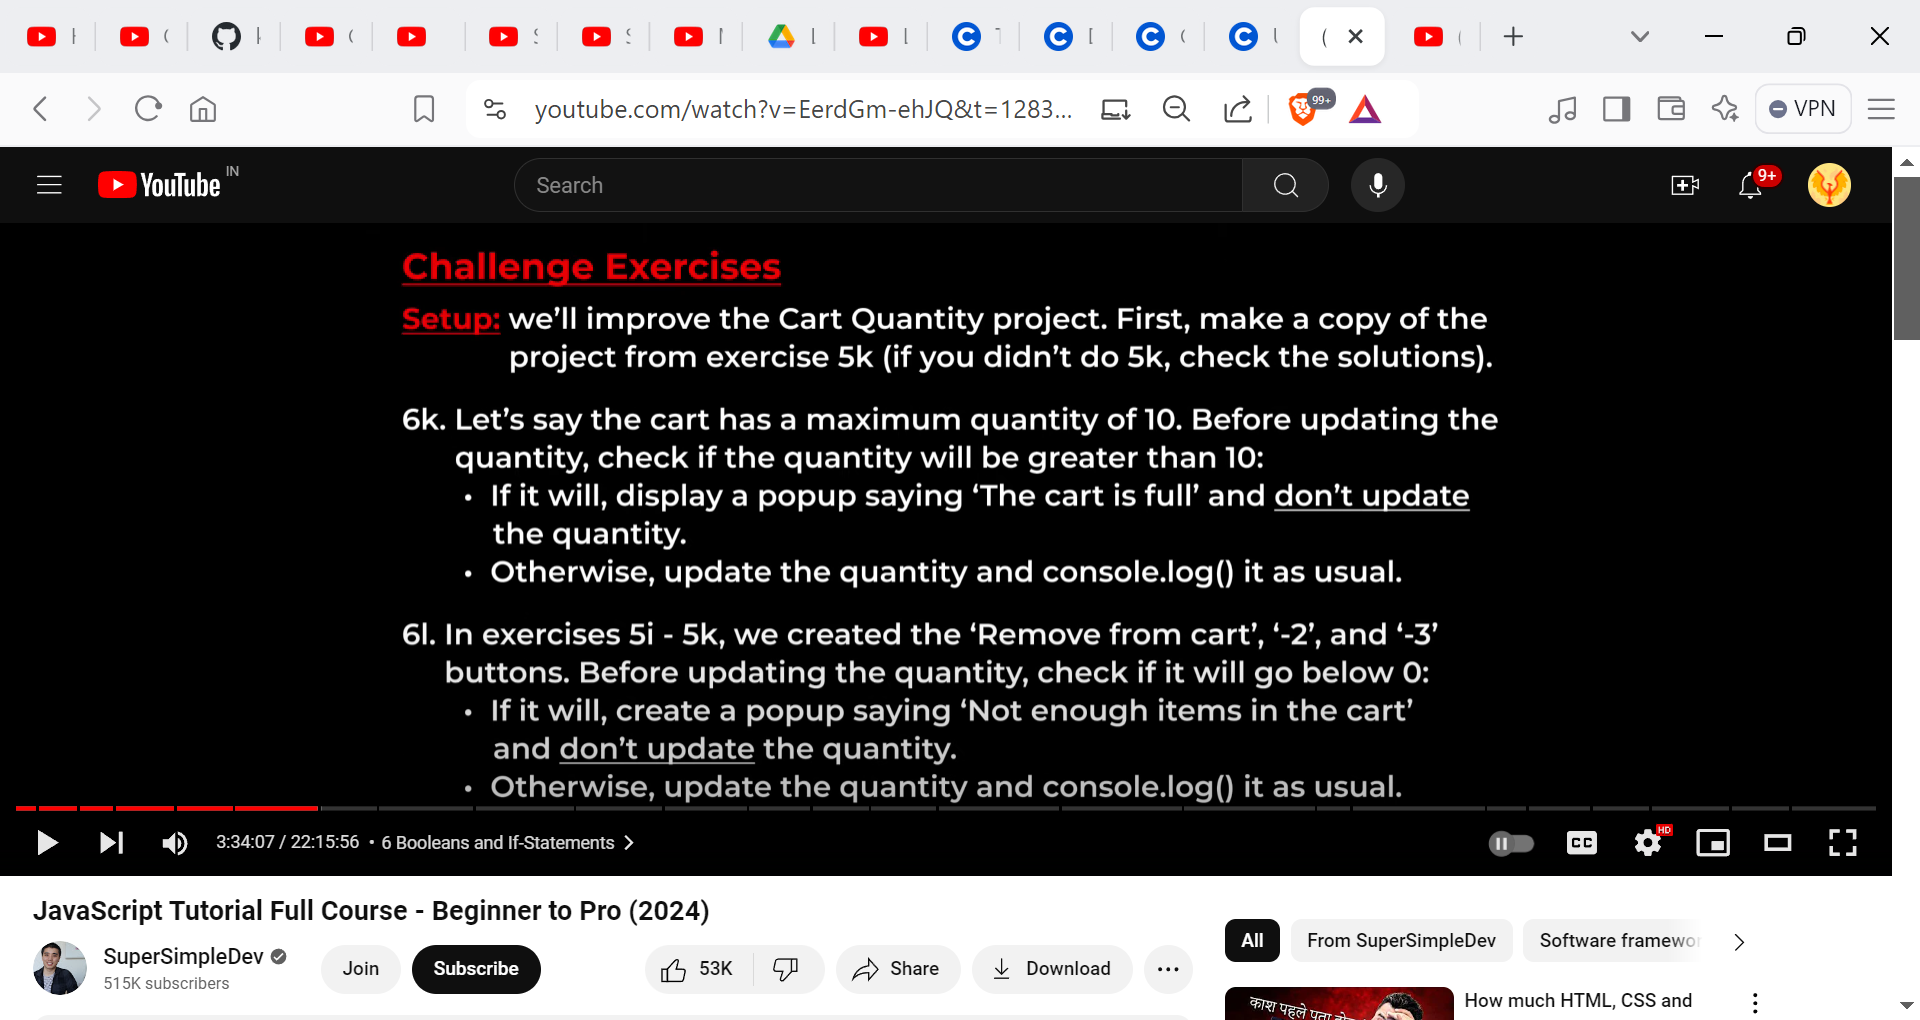 youtube.com/watch?v=EerdGm-ehJQ&t=1283...
99+
VPN
YouTube IN
Search
9+
Challenge Exercises
Setup: we'll improve the Cart Quantity project. First, make a copy of the
project from exercise 5k (if you didn't do 5k, check the solutions).
6k. Let's say the cart has a maximum quantity of 10. Before updating the
quantity, check if the quantity will be greater than 10:
• If it will, display a popup saying ‘The cart is full’ and don't update
the quantity.
• Otherwise, update the quantity and console.log() it as usual.
6l. In exercises 5i - 5k, we created the ‘Remove from cart’, ‘-2’, and ‘-3’
buttons. Before updating the quantity, check if it will go below 0:
• If it will, create a popup saying ‘Not enough items in the cart’
and don't update the quantity.
• Otherwise, update the quantity and console.log() it as usual.
3:34:07 / 22:15:56 • 6 Booleans and If-Statements
CC
HD
JavaScript Tutorial Full Course - Beginner to Pro (2024)
SuperSimpleDev
515K subscribers
Join
Subscribe
53K
Share
Download
All
From SuperSimpleDev
Software framewor
काश पहले पता
How much HTML, CSS and